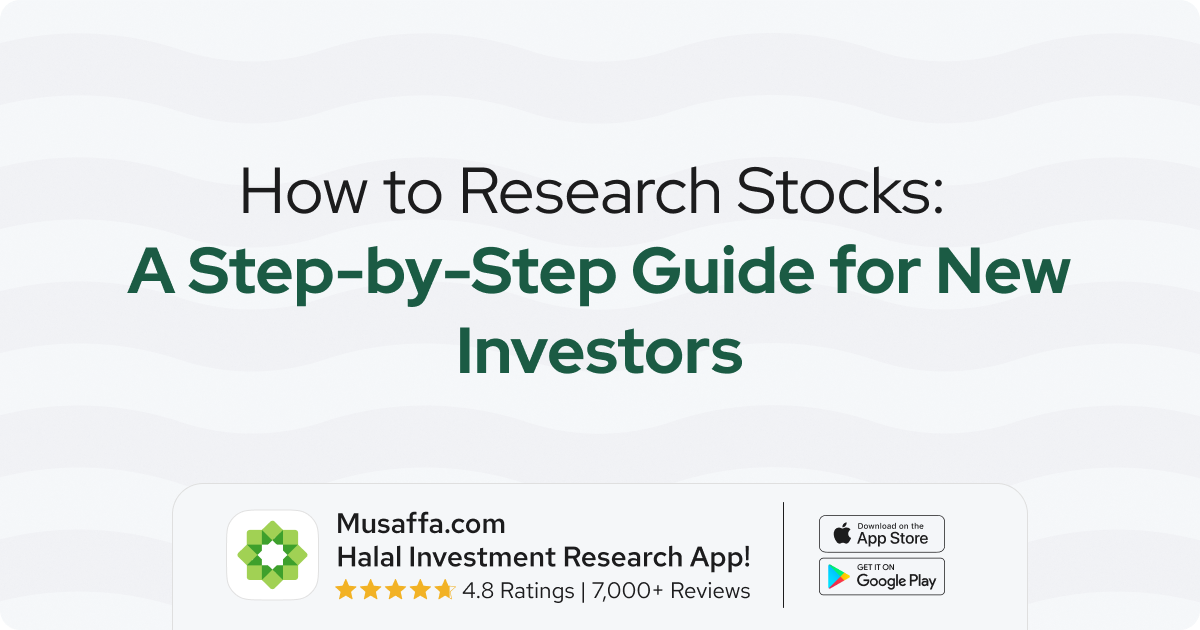 How to Research Stocks:
A Step-by-Step Guide for New
Investors
Musaffa.com
Halal Investment Research App!
4.8 Ratings | 7,000+ Reviews
Download on the
App Store
GET IT ON
Google Play